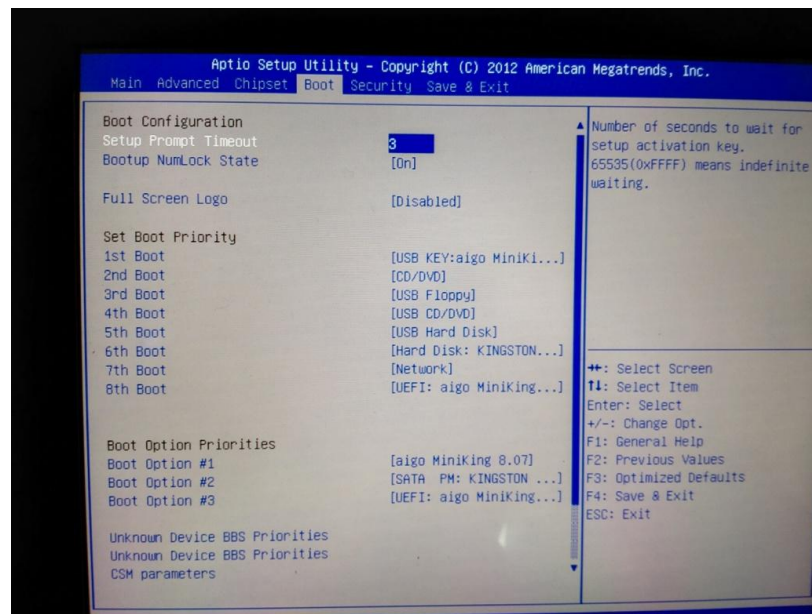 Aptio Setup Utility – Copyright (C) 2012 American Megatrends, Inc.
Main Advanced Chipset Boot Security Save & Exit
Boot Configuration
Setup Prompt Timeout 3
Bootup NumLock State [On]
Full Screen Logo [Disabled]
Set Boot Priority
1st Boot [USB KEY:aigo MiniKi...]
2nd Boot [CD/DVD]
3rd Boot [USB Floppy]
4th Boot [USB CD/DVD]
5th Boot [USB Hard Disk]
6th Boot [Hard Disk: KINGSTON...]
7th Boot [Network]
8th Boot [UEFI: aigo MiniKing...]
Boot Option Priorities
Boot Option #1 [aigo MiniKing 8.07]
Boot Option #2 [SATA PM: KINGSTON ...]
Boot Option #3 [UEFI: aigo MiniKing...]
Unknown Device BBS Priorities
Unknown Device BBS Priorities
CSM parameters
Number of seconds to wait for
setup activation key.
65535(0xFFFF) means indefinite
waiting.
→←: Select Screen
↑↓: Select Item
Enter: Select
+/-: Change Opt.
F1: General Help
F2: Previous Values
F3: Optimized Defaults
F4: Save & Exit
ESC: Exit